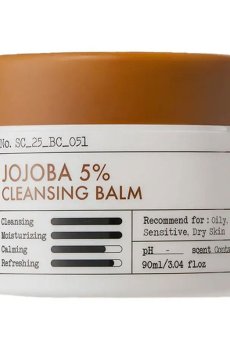 No. SC_25_BC_051
JOJOBA 5%
CLEANSING BALM
Cleansing
Moisturizing
Calming
Refreshing
Recommend for : Oily,
Sensitive, Dry Skin
pH - scent
90ml/3.04 fl.oz